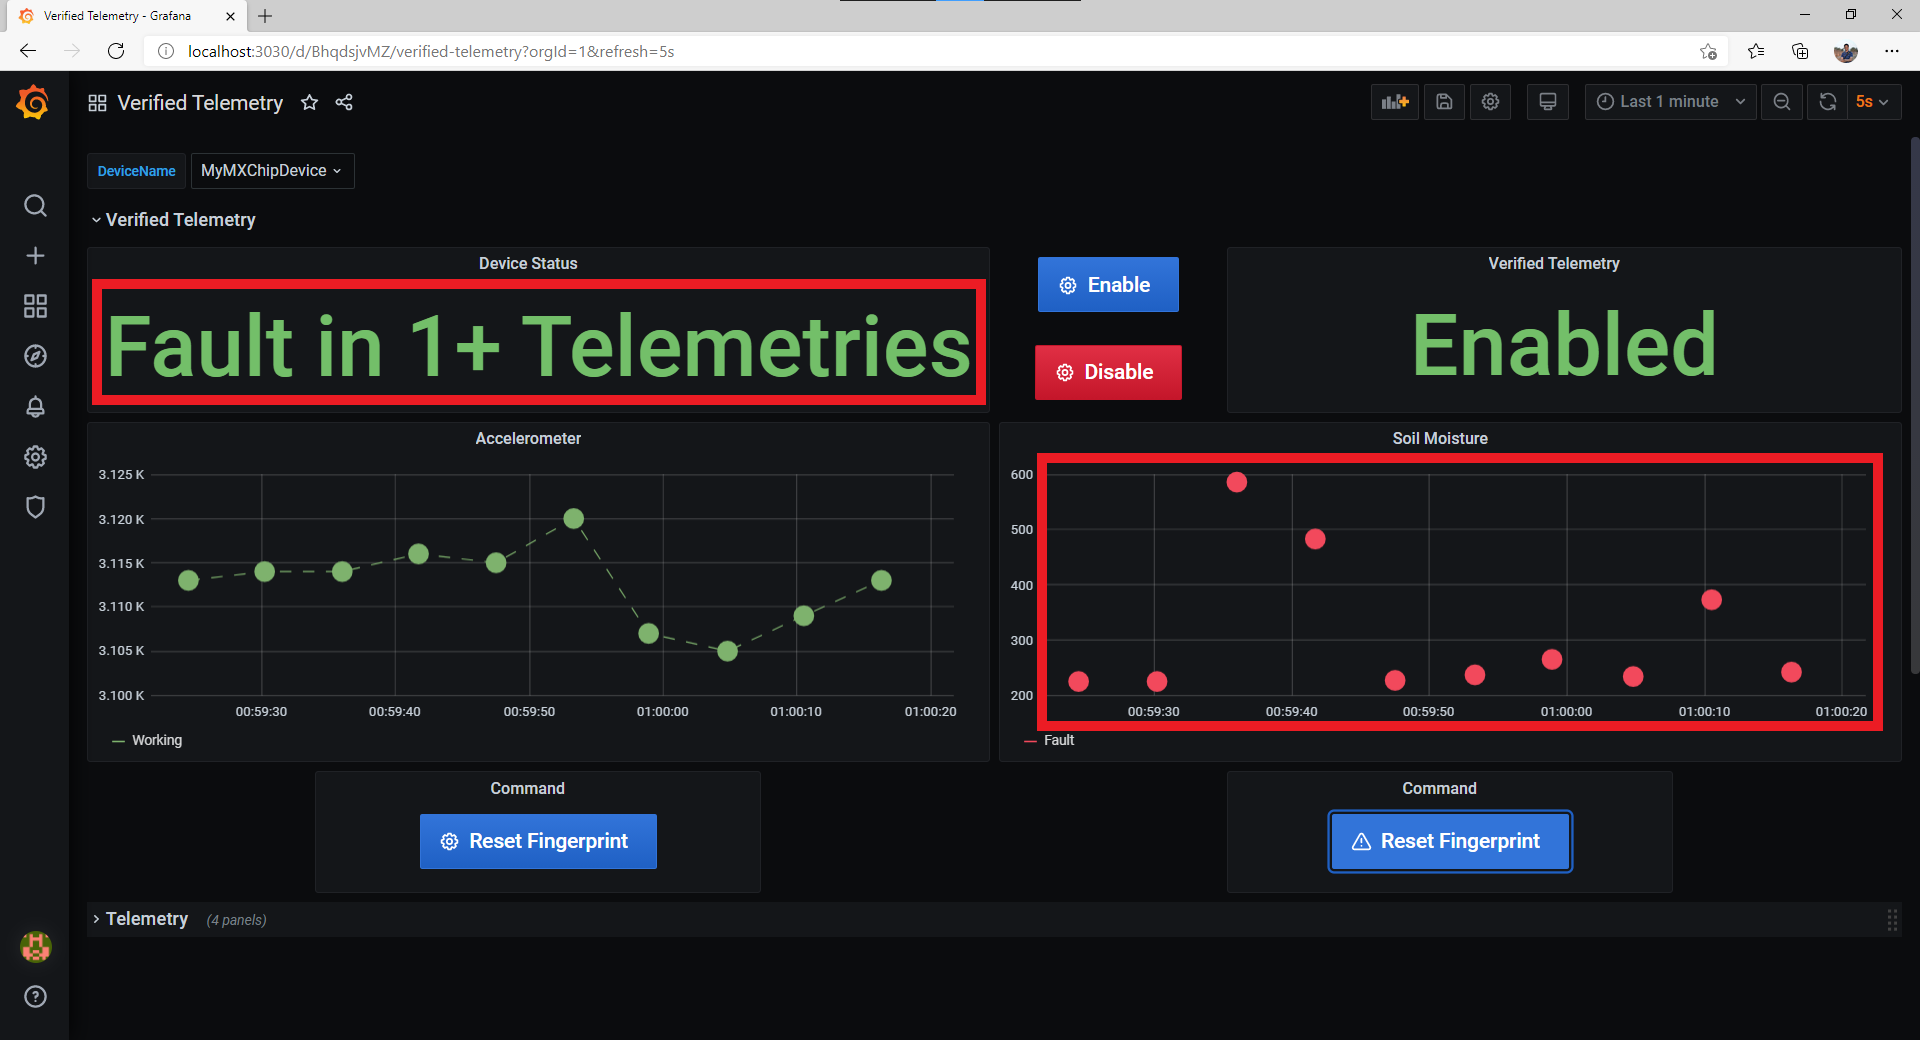 Verified Telemetry - Grafana
localhost:3030/d/BhqdsjvMZ/verified-telemetry?orgId=1&refresh=5s
Verified Telemetry
Last 1 minute
5s
DeviceName
MyMXChipDevice
Verified Telemetry
Device Status
Fault in 1+ Telemetries
Enable
Disable
Verified Telemetry
Enabled
Accelerometer
3.125 K
3.120 K
3.115 K
3.110 K
3.105 K
3.100 K
00:59:30
00:59:40
00:59:50
01:00:00
01:00:10
01:00:20
Working
Soil Moisture
600
500
400
300
200
00:59:30
00:59:40
00:59:50
01:00:00
01:00:10
01:00:20
Fault
Command
Reset Fingerprint
Command
Reset Fingerprint
Telemetry (4 panels)